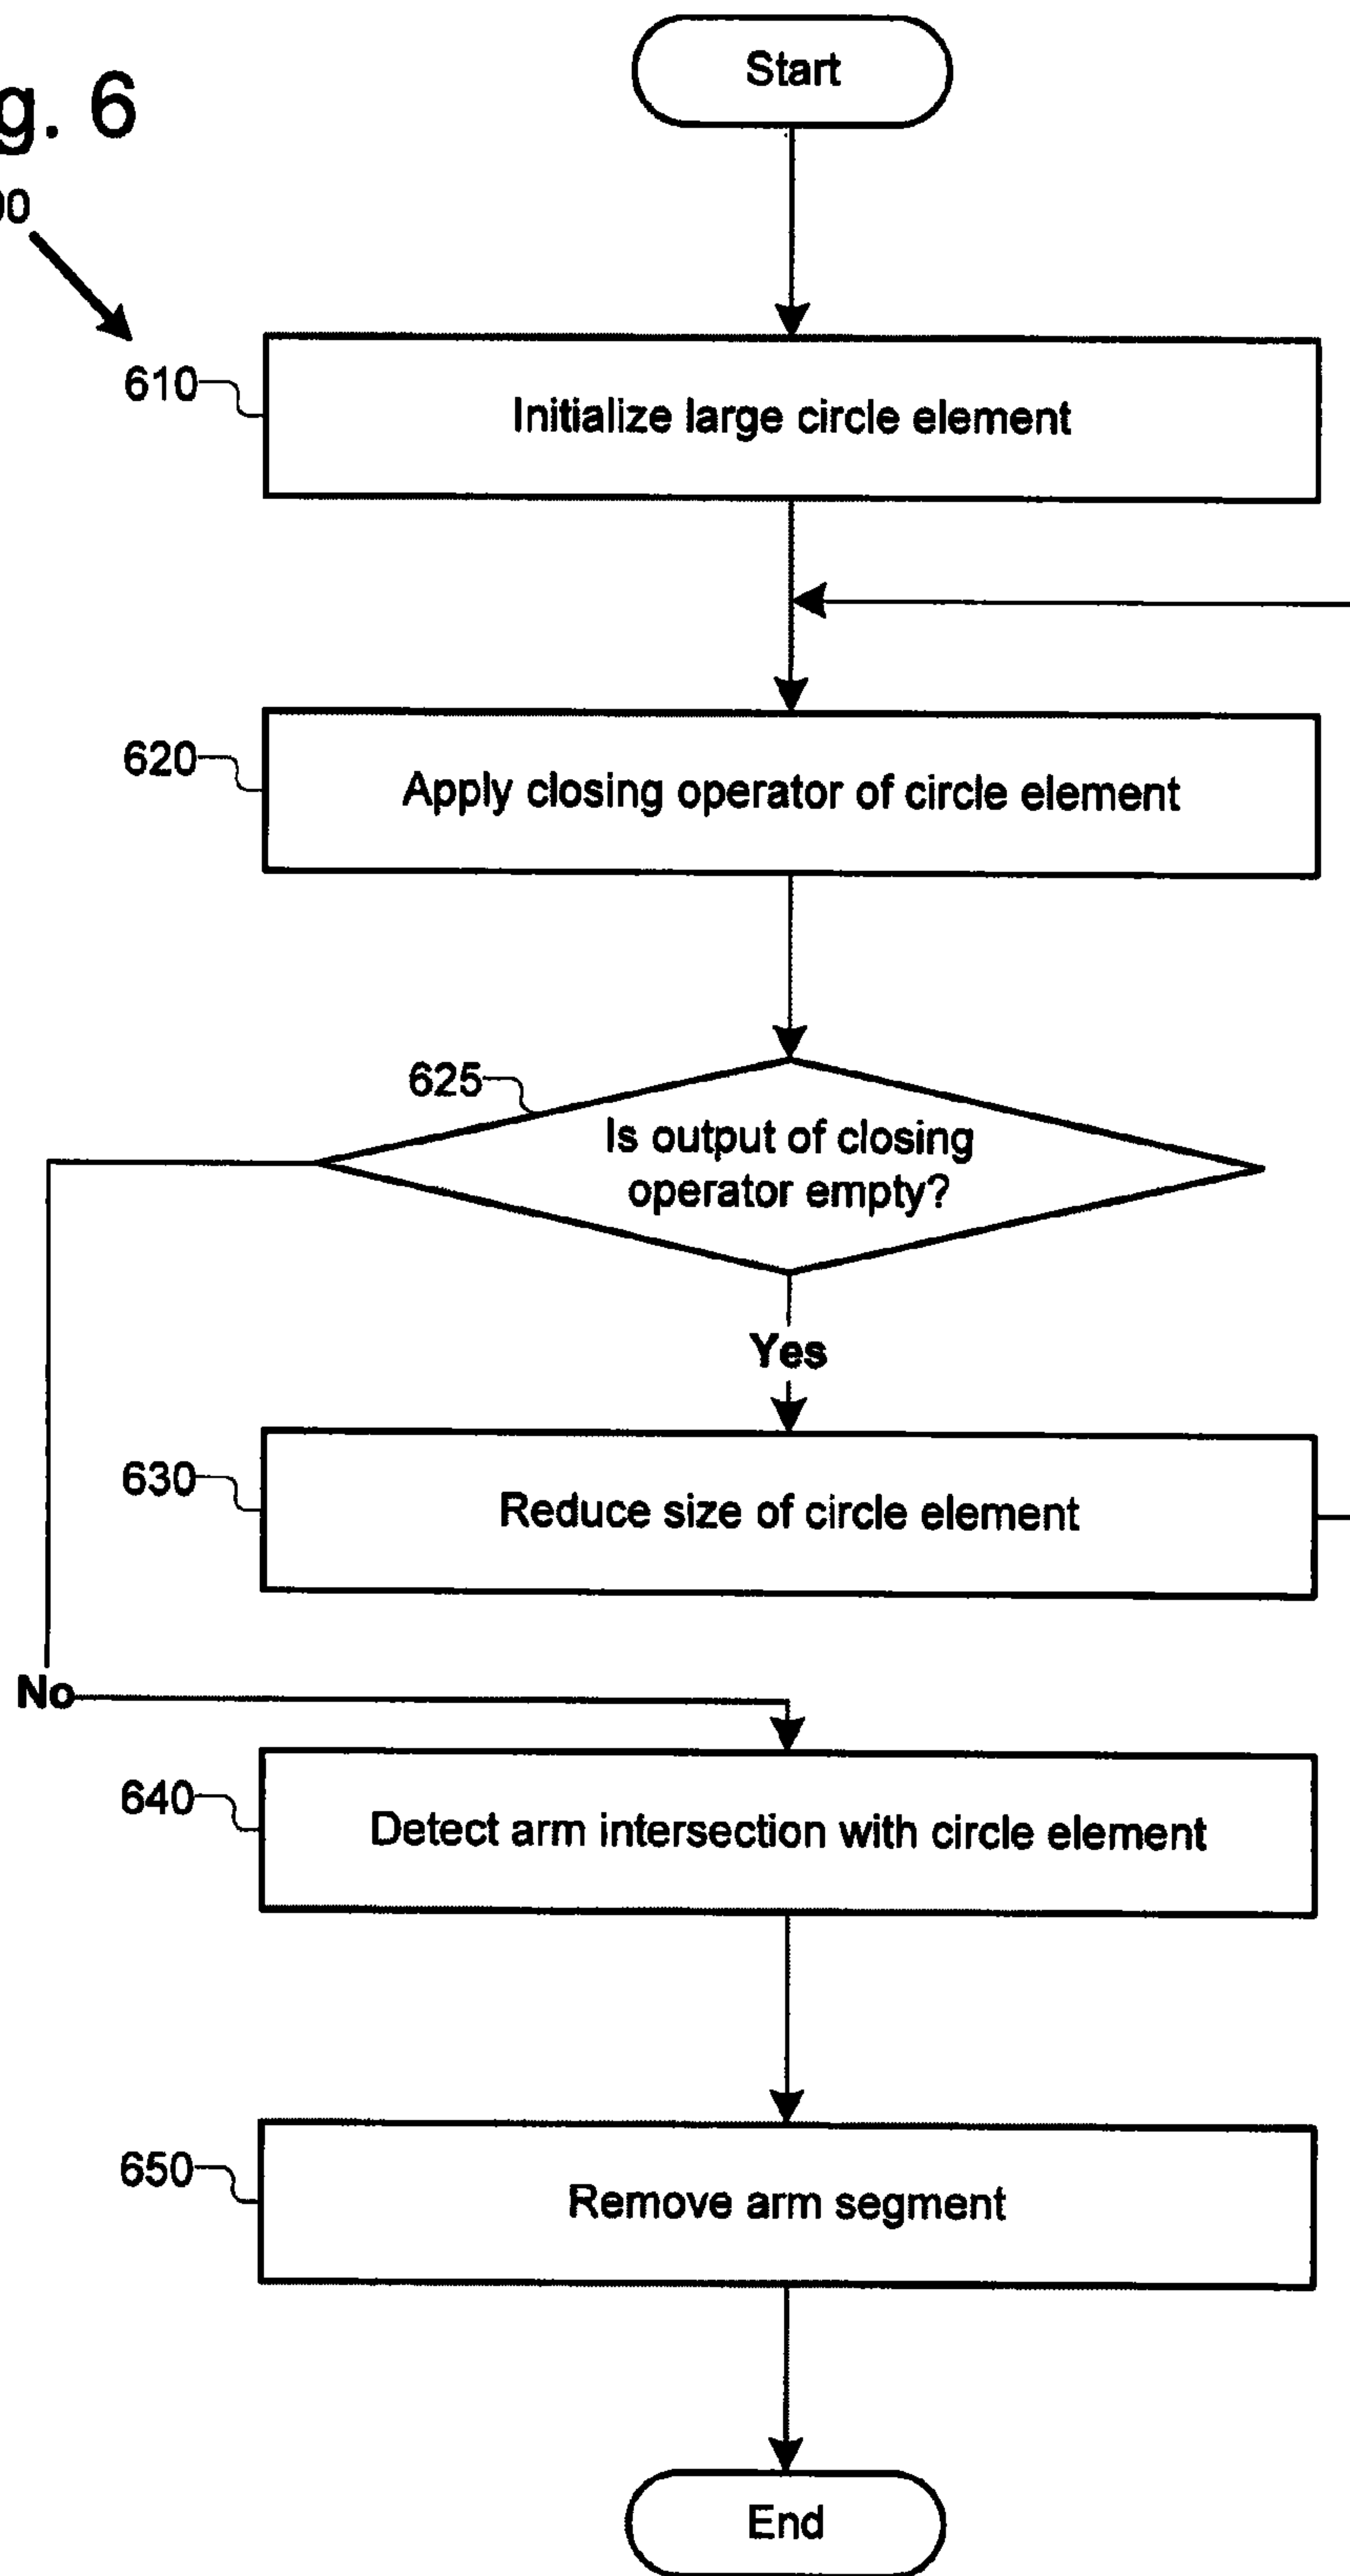 g. 6
00
Start
610
Initialize large circle element
620
Apply closing operator of circle element
625
Is output of closing
operator empty?
Yes
630
Reduce size of circle element
No
640
Detect arm intersection with circle element
650
Remove arm segment
End